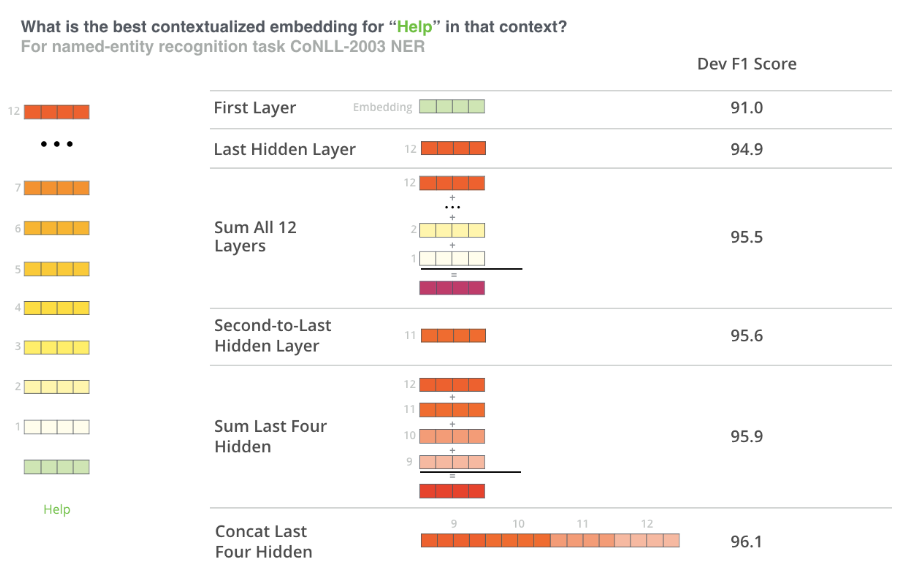 What is the best contextualized embedding for “Help” in that context?
For named-entity recognition task CoNLL-2003 NER
Dev F1 Score
12
•••
7
6
5
4
3
2
1
Help
First Layer Embedding 91.0
Last Hidden Layer 12 94.9
12
+
•••
+
Sum All 12
Layers
2
+
1
=
95.5
Second-to-Last
Hidden Layer
11
95.6
12
+
11
+
Sum Last Four
Hidden
10
+
9
=
95.9
Concat Last
Four Hidden
9 10 11 12
96.1